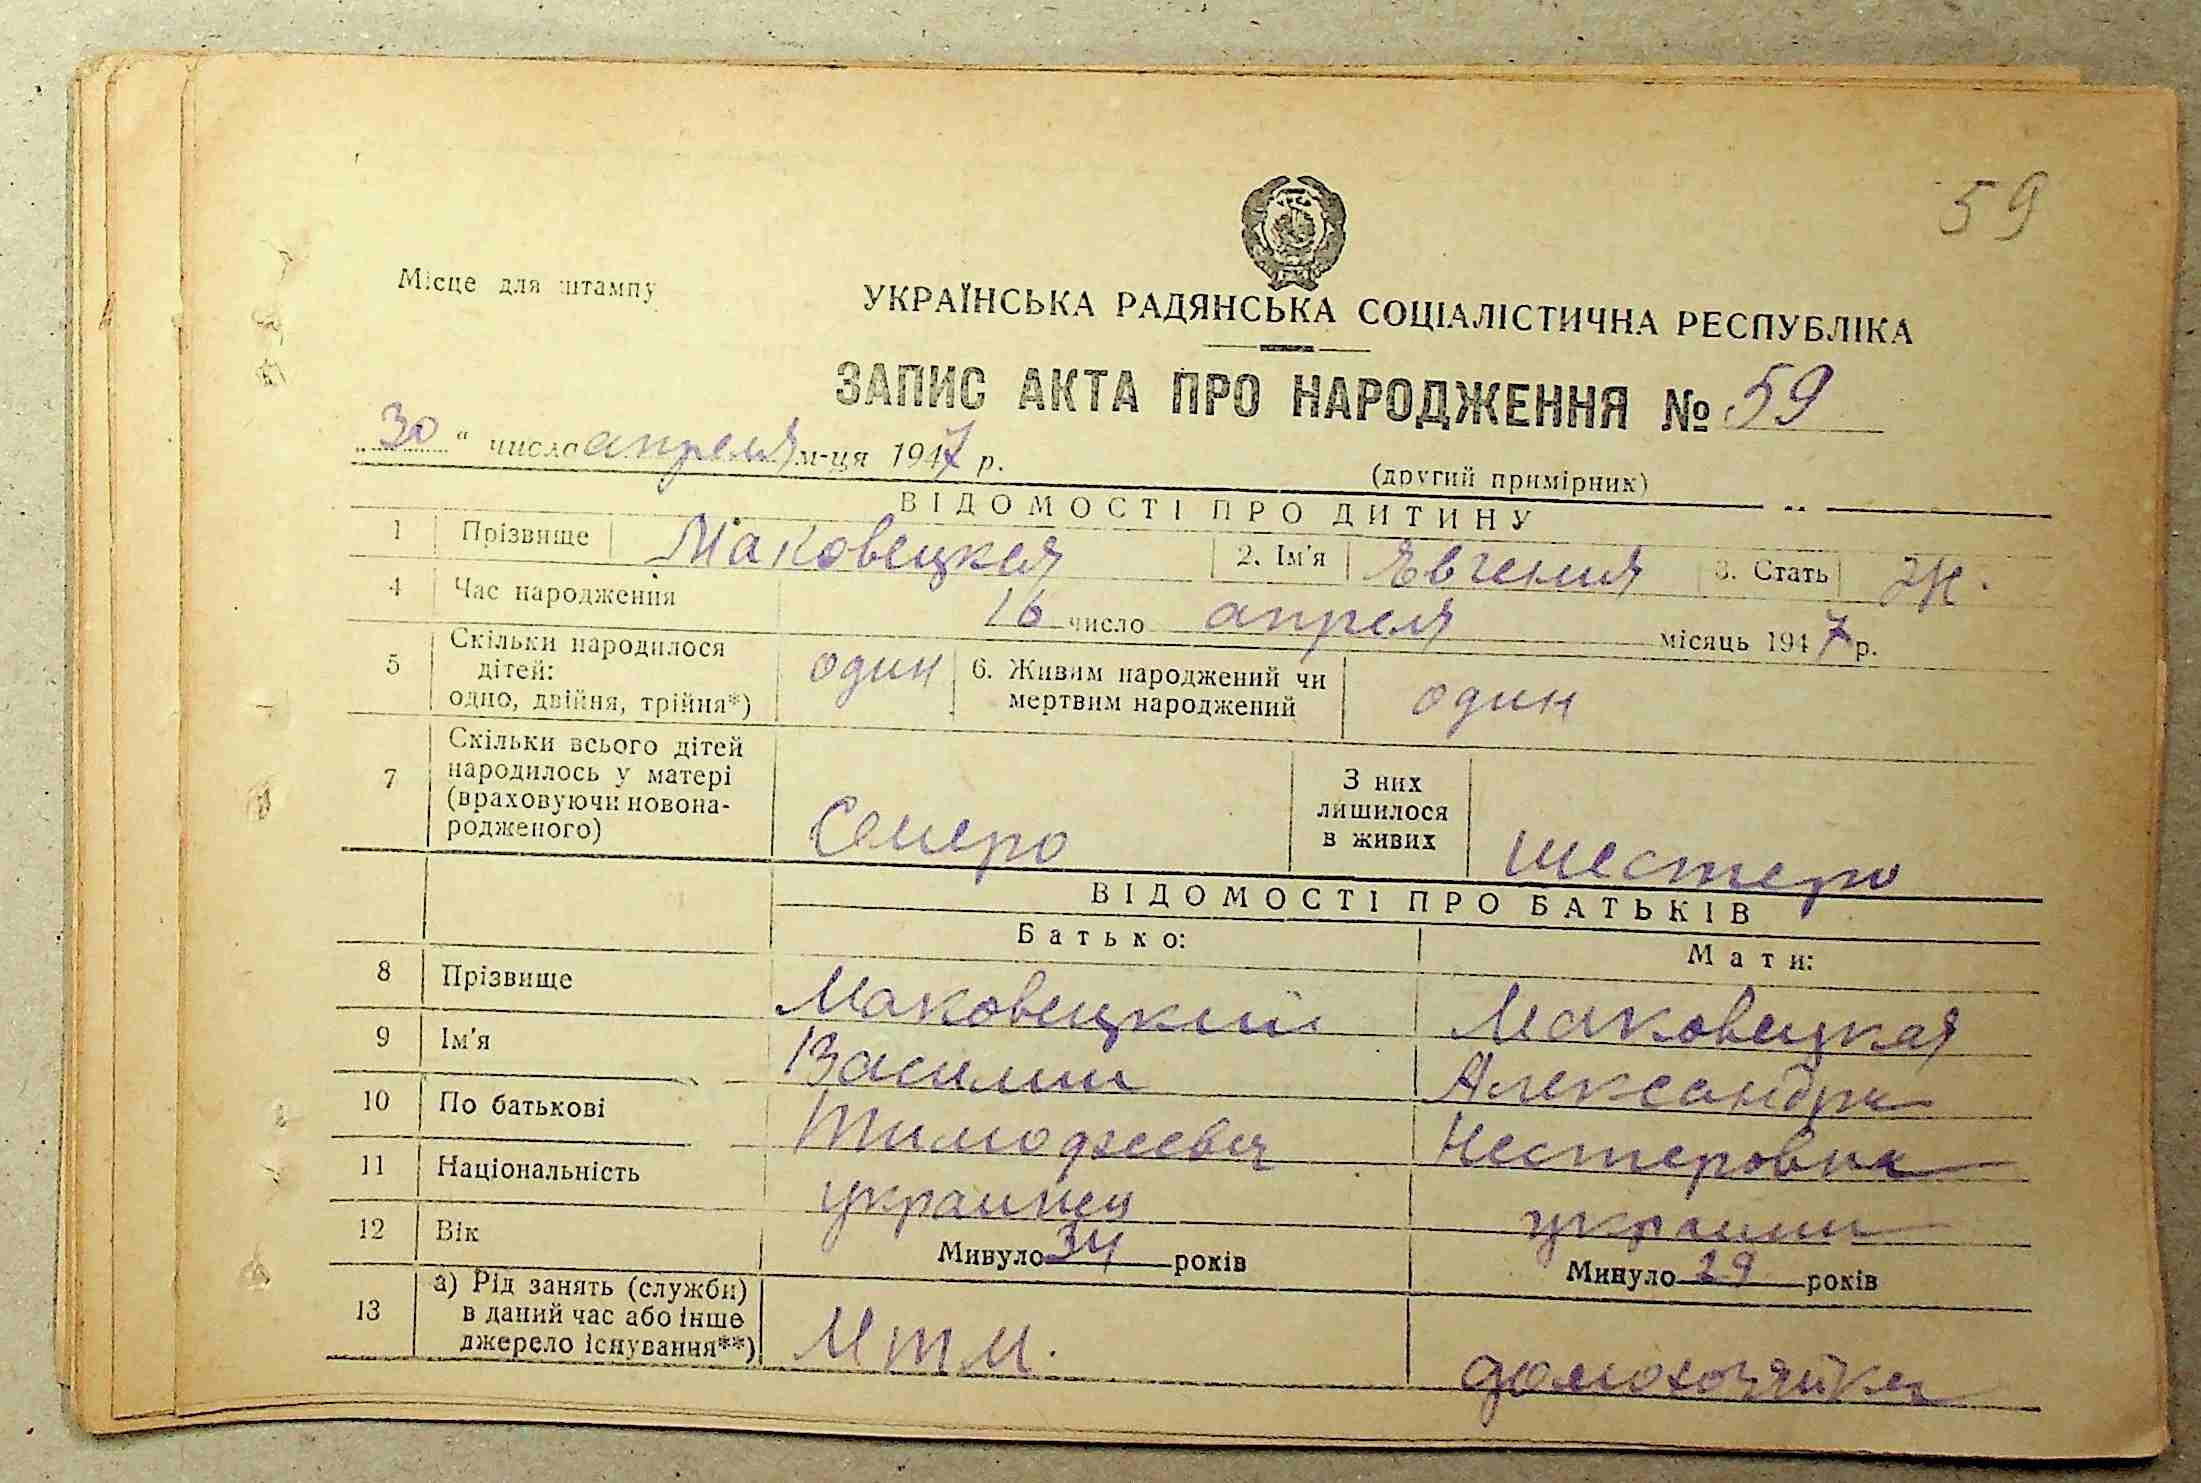 59
Місце для штампу
УКРАЇНСЬКА РАДЯНСЬКА СОЦІАЛІСТИЧНА РЕСПУБЛІКА
ЗАПИС АКТА ПРО НАРОДЖЕННЯ № 59
„30“ число апреля м-ця 1947 р.
(другий примірник)
ВІДОМОСТІ ПРО ДИТИНУ
1 Прізвище Маковецкая 2. Ім'я Евгения 3. Стать ж.
4 Час народження 16 число апреля місяць 1947 р.
5 Скільки народилося дітей: одно, двійня, трійня*) один 6. Живим народжений чи мертвим народжений один
7 Скільки всього дітей народилось у матері (враховуючи новонародженого) Семеро З них лишилося в живих шестеро
ВІДОМОСТІ ПРО БАТЬКІВ
Батько: Мати:
8 Прізвище Маковецкий Маковецкая
9 Ім'я Василий Александра
10 По батькові Тимофеевич Нестеровна
11 Національність украинец украин
12 Вік Минуло 34 років Минуло 29 років
13 а) Рід занять (служби) в даний час або інше джерело існування**) домохозяйка